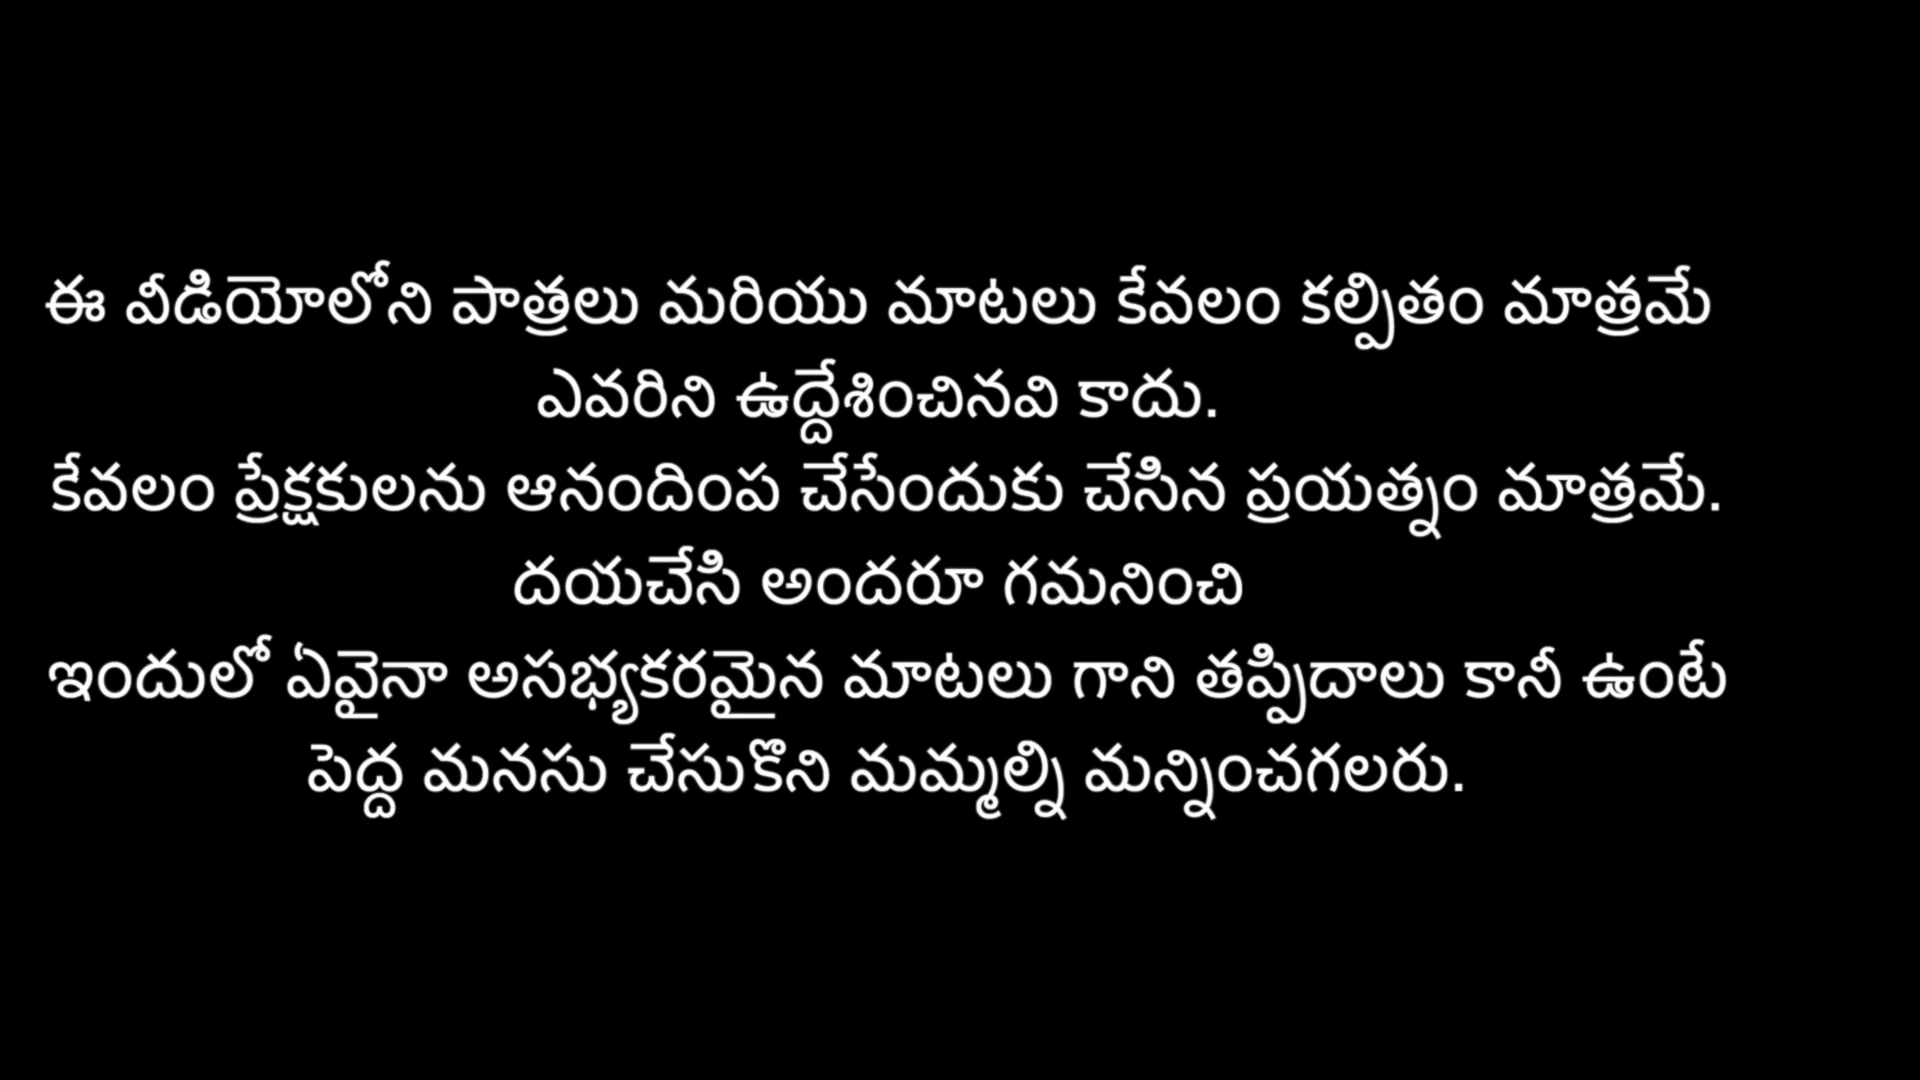 ఈ వీడియోలోని పాత్రలు మరియు మాటలు కేవలం కల్పితం మాత్రమే
ఎవరిని ఉద్దేశించినవి కాదు.
కేవలం ప్రేక్షకులను ఆనందింప చేసేందుకు చేసిన ప్రయత్నం మాత్రమే.
దయచేసి అందరూ గమనించి
ఇందులో ఏవైనా అసభ్యకరమైన మాటలు గాని తప్పిదాలు కానీ ఉంటే
పెద్ద మనసు చేసుకొని మమ్మల్ని మన్నించగలరు.